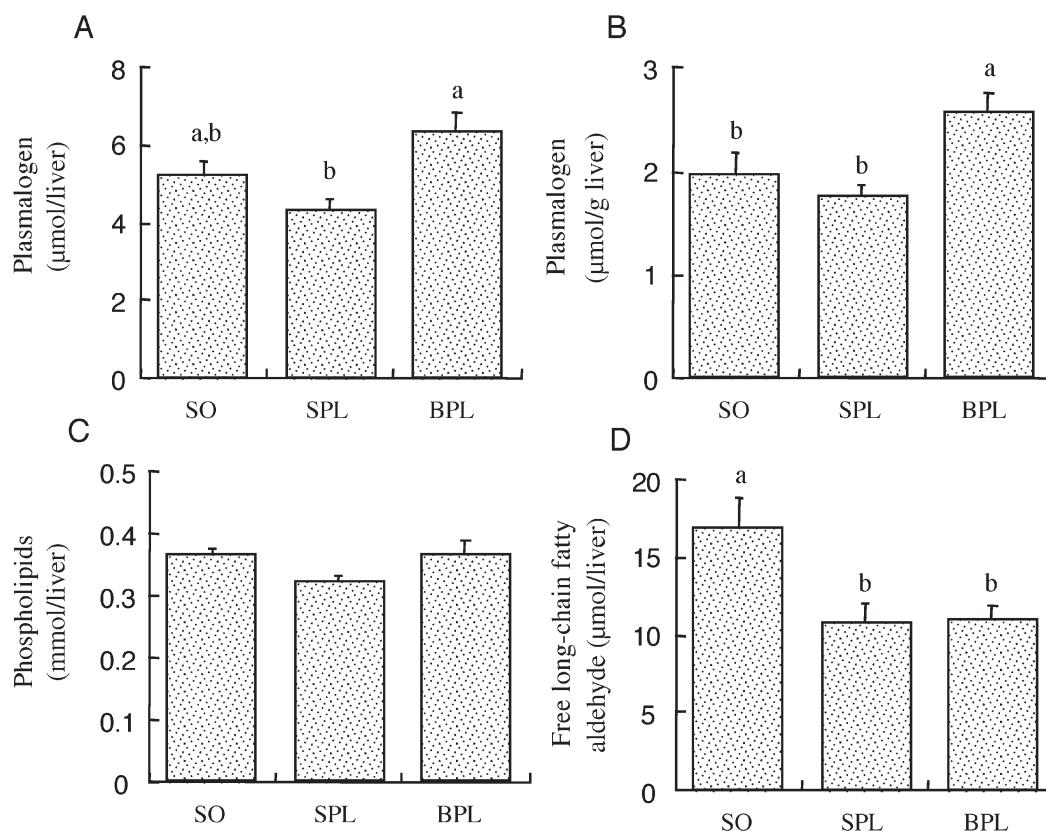 A
Plasmalogen
(μmol/liver)
8
6
4
2
0
a,b
b
a
SO SPL BPL
B
Plasmalogen
(μmol/g liver)
3
2
1
0
b
b
a
SO SPL BPL
C
Phospholipids
(mmol/liver)
0.5
0.4
0.3
0.2
0.1
0
SO SPL BPL
D
Free long-chain fatty
aldehyde (μmol/liver)
20
15
10
5
0
a
b
b
SO SPL BPL